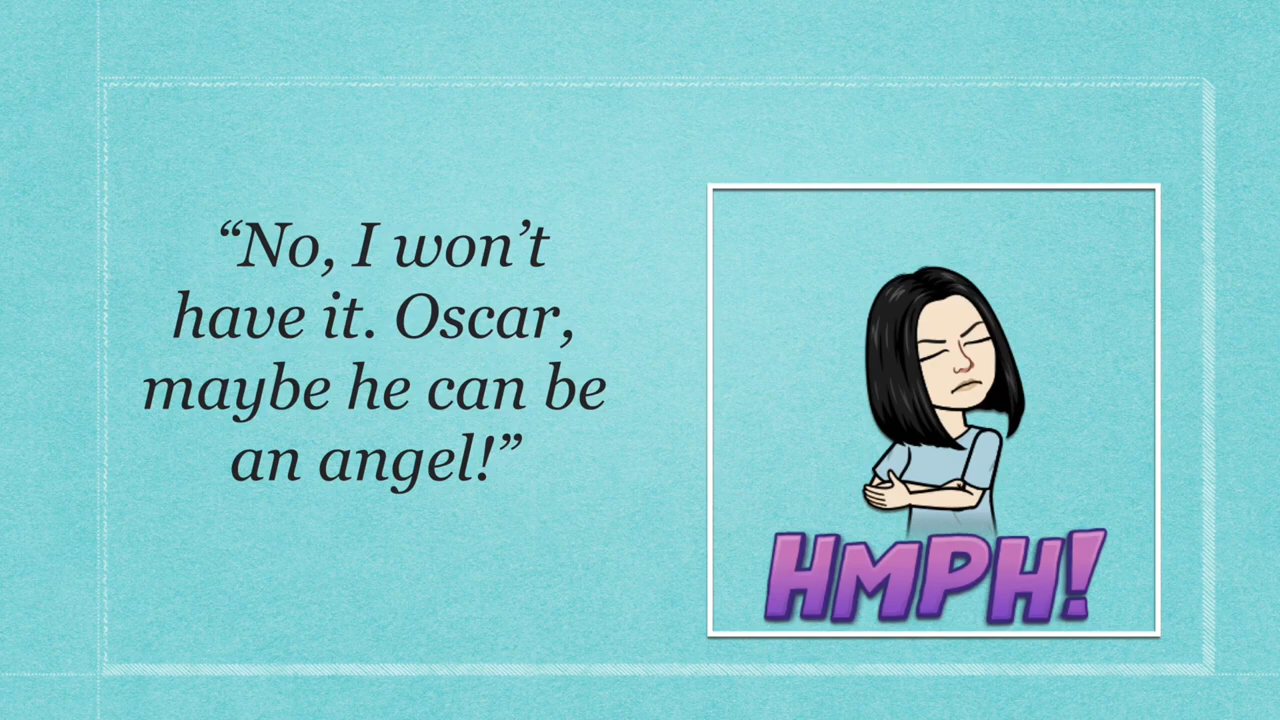 “No, I won’t
have it. Oscar,
maybe he can be
an angel!”
HMPH!